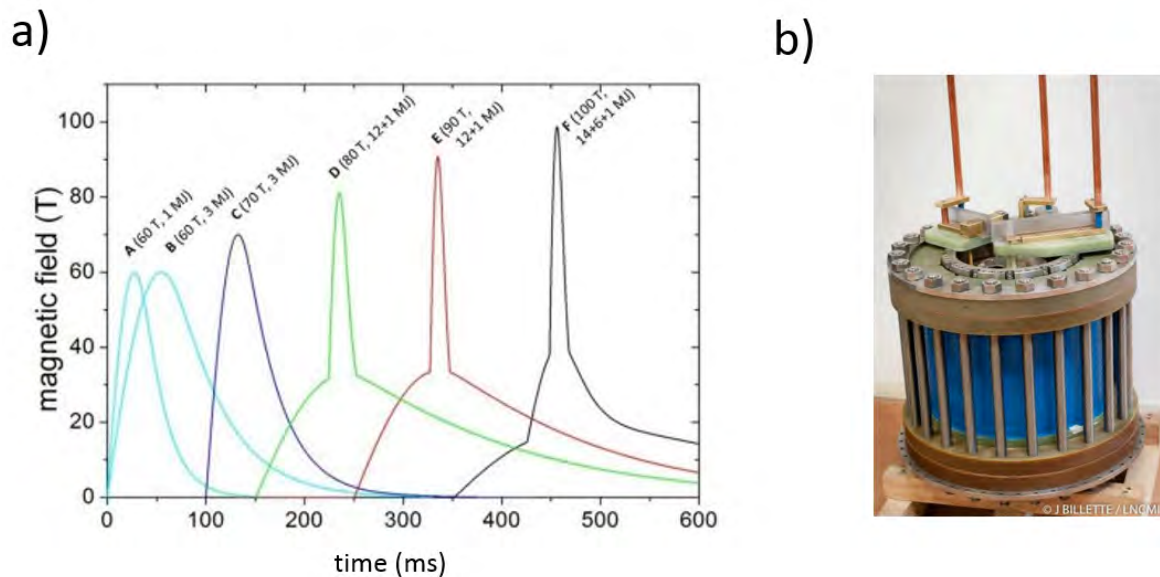 a)
b)
magnetic field (T)
100
80
60
40
20
0
A (60 T, 1 MJ)
B (60 T, 3 MJ)
C (70 T, 3 MJ)
D (80 T, 12+1 MJ)
E (90 T,
12+1 MJ)
F (100 T,
14+6+1 MJ)
0 100 200 300 400 500 600
time (ms)
© J BILLETTE / LNCMI